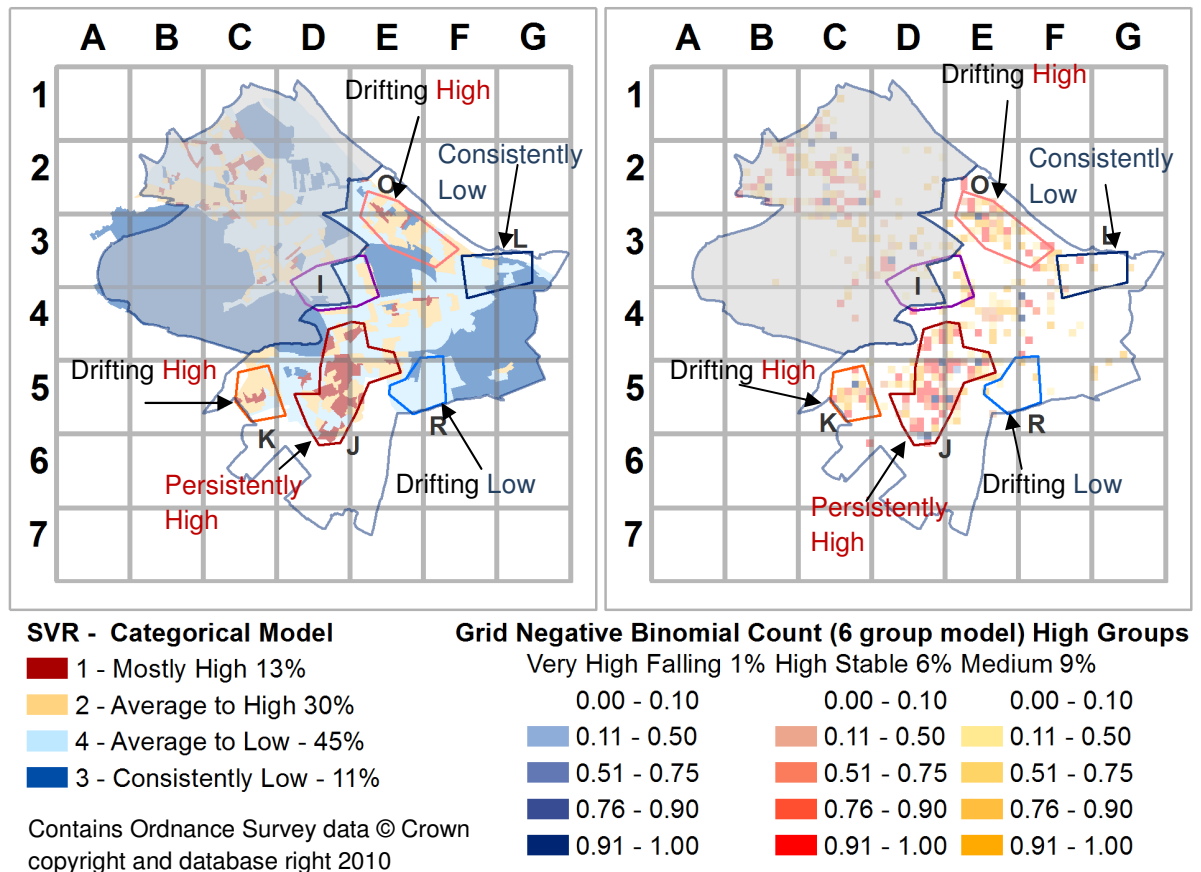 A B C D E F G
1
2
3
4
5
6
7
Drifting High
Consistently
Low
O
L
I
Drifting High
K
J
R
Persistently
High
Drifting Low
A B C D E F G
1
2
3
4
5
6
7
Drifting High
Consistently
Low
O
L
I
Drifting High
K
J
R
Persistently
High
Drifting Low
SVR - Categorical Model
1 - Mostly High 13%
2 - Average to High 30%
4 - Average to Low - 45%
3 - Consistently Low - 11%
Contains Ordnance Survey data © Crown
copyright and database right 2010
Grid Negative Binomial Count (6 group model) High Groups
Very High Falling 1% High Stable 6% Medium 9%
0.00 - 0.10 0.00 - 0.10 0.00 - 0.10
0.11 - 0.50 0.11 - 0.50 0.11 - 0.50
0.51 - 0.75 0.51 - 0.75 0.51 - 0.75
0.76 - 0.90 0.76 - 0.90 0.76 - 0.90
0.91 - 1.00 0.91 - 1.00 0.91 - 1.00